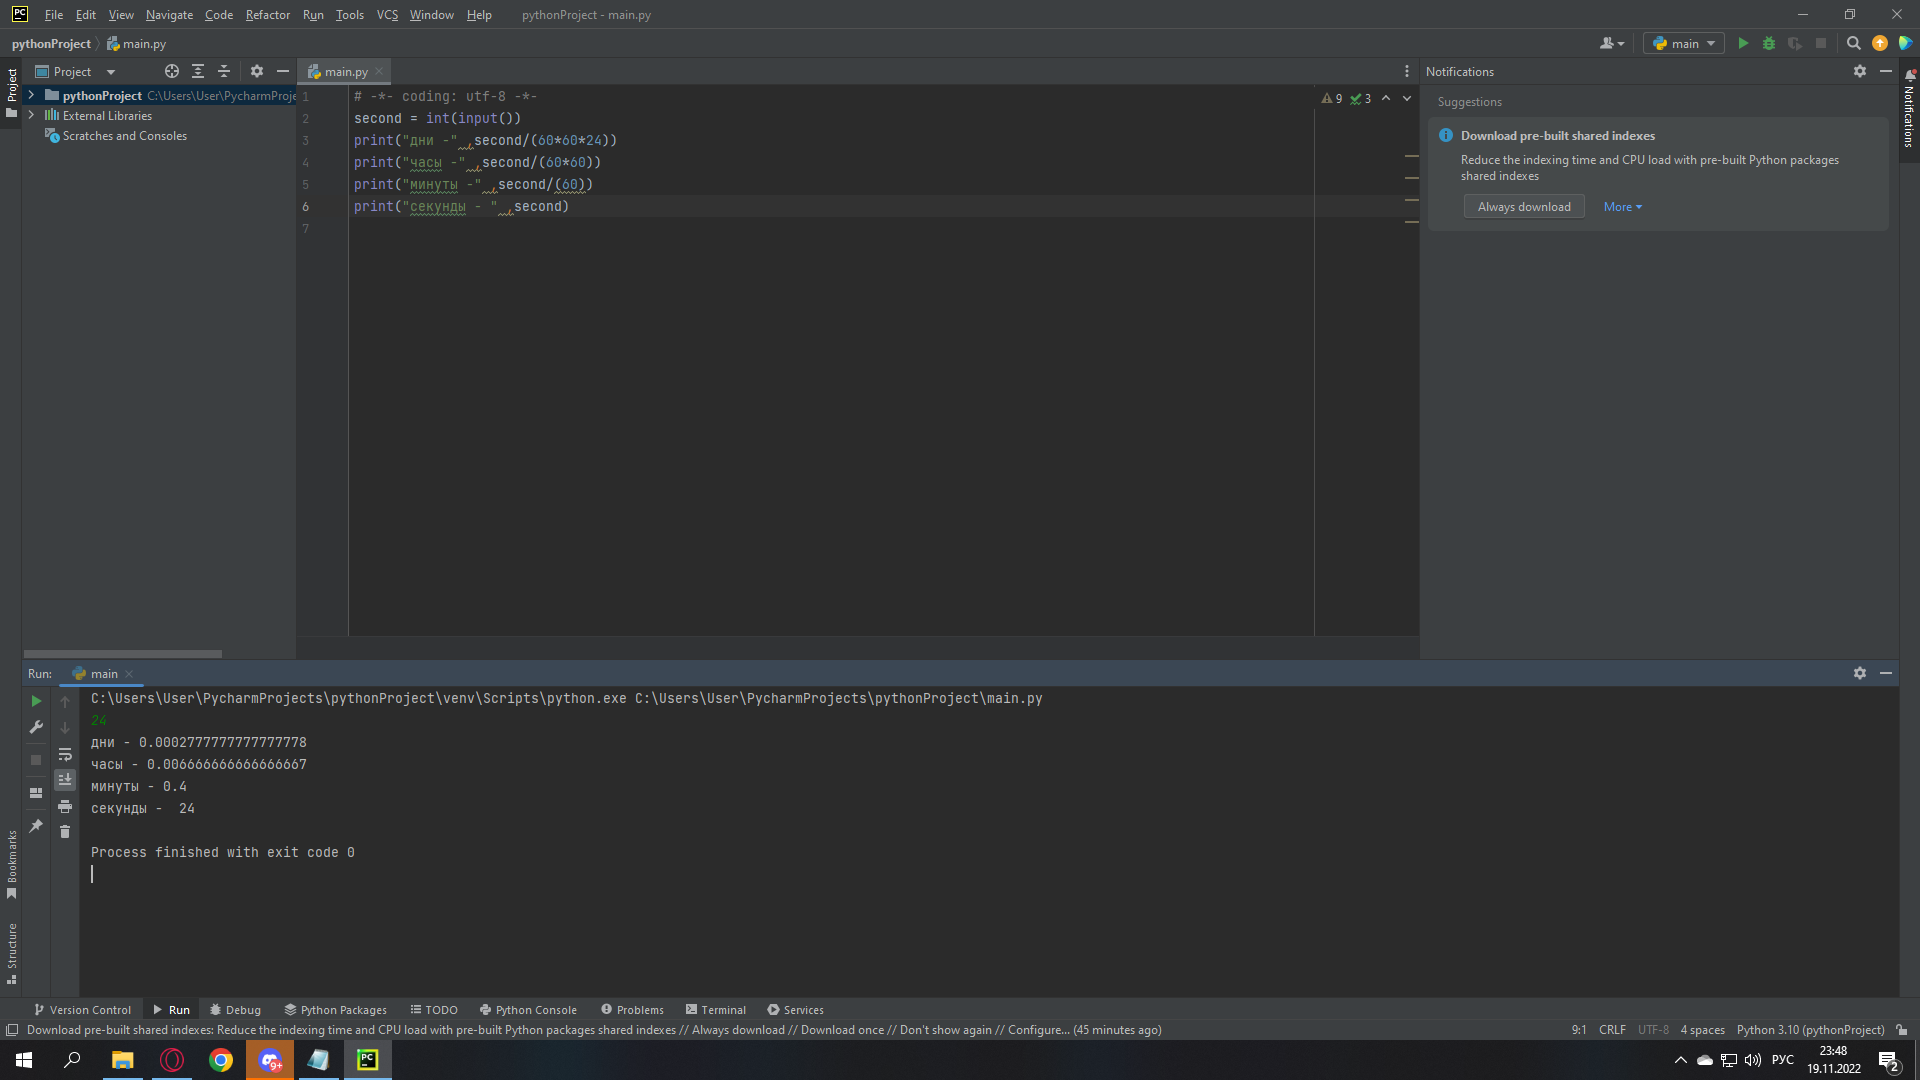 PC File Edit View Navigate Code Refactor Run Tools VCS Window Help pythonProject - main.py
pythonProject main.py
main
Project
Project
main.py
Notifications
Notifications
pythonProject C:\Users\User\PycharmProje
External Libraries
Scratches and Consoles
1 # -*- coding: utf-8 -*-
2 second = int(input())
3 print("дни -" ,second/(60*60*24))
4 print("часы -" ,second/(60*60))
5 print("минуты -" ,second/(60))
6 print("секунды - " ,second)
7
9 3
Suggestions
Download pre-built shared indexes
Reduce the indexing time and CPU load with pre-built Python packages
shared indexes
Always download More
Run: main
C:\Users\User\PycharmProjects\pythonProject\venv\Scripts\python.exe C:\Users\User\PycharmProjects\pythonProject\main.py
24
дни - 0.0002777777777777778
часы - 0.006666666666666667
минуты - 0.4
секунды -  24
Process finished with exit code 0
Bookmarks
Structure
Version Control Run Debug Python Packages TODO Python Console Problems Terminal Services
Download pre-built shared indexes: Reduce the indexing time and CPU load with pre-built Python packages shared indexes // Always download // Download once // Don't show again // Configure... (45 minutes ago) 9:1 CRLF UTF-8 4 spaces Python 3.10 (pythonProject)
9+ PC РУС 23:48
19.11.2022 2